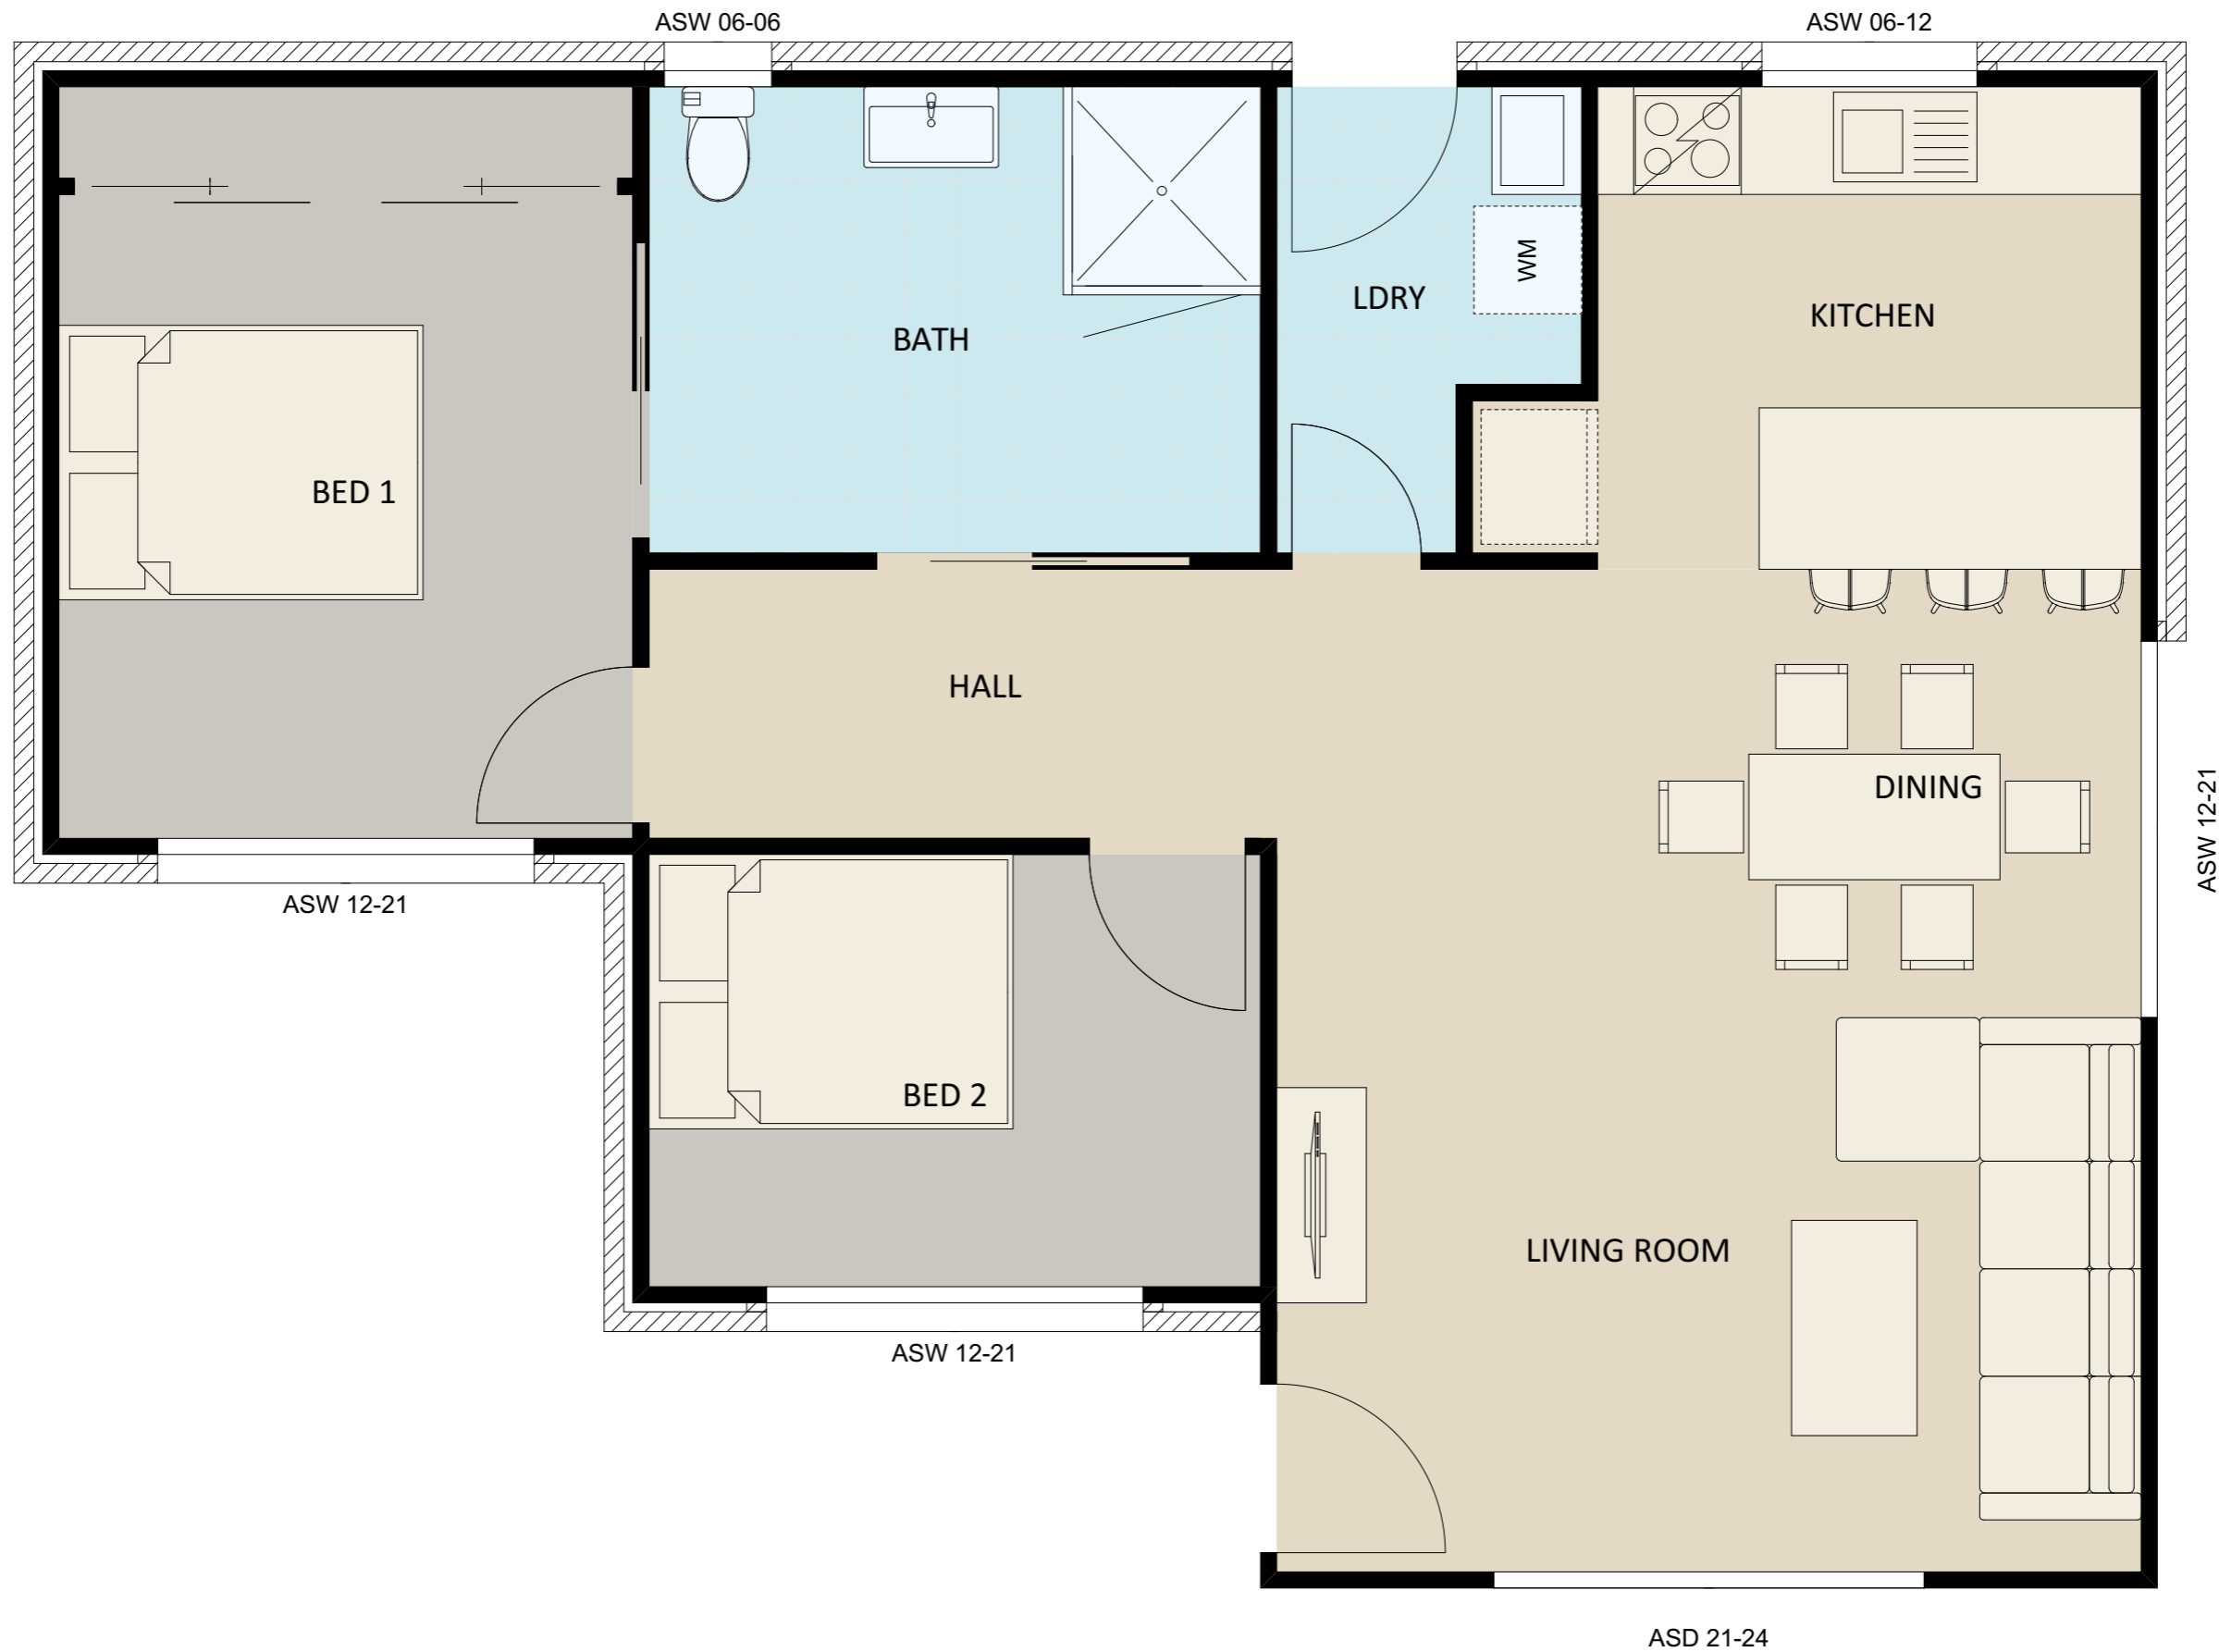 ASW 06-06
ASW 06-12
WM
LDRY
KITCHEN
BATH
BED 1
HALL
DINING
ASW 12-21
ASW 12-21
BED 2
LIVING ROOM
ASW 12-21
ASD 21-24